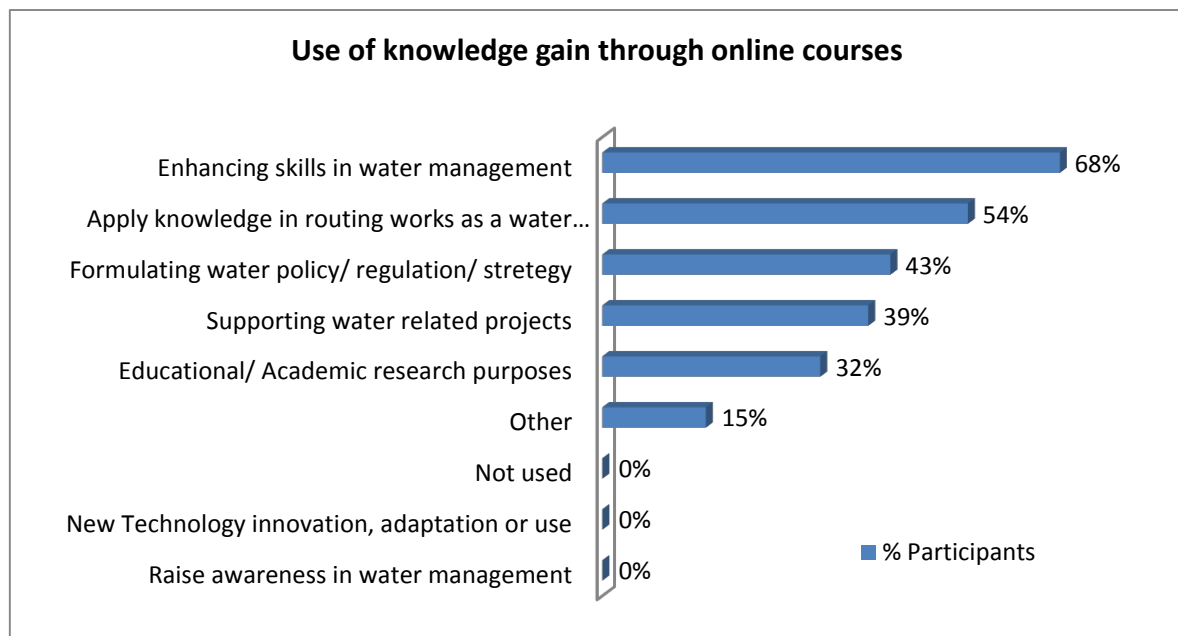 Use of knowledge gain through online courses
Enhancing skills in water management
68%
Apply knowledge in routing works as a water…
54%
Formulating water policy/ regulation/ stretegy
43%
Supporting water related projects
39%
Educational/ Academic research purposes
32%
Other
15%
Not used
0%
New Technology innovation, adaptation or use
0%
Raise awareness in water management
0%
% Participants